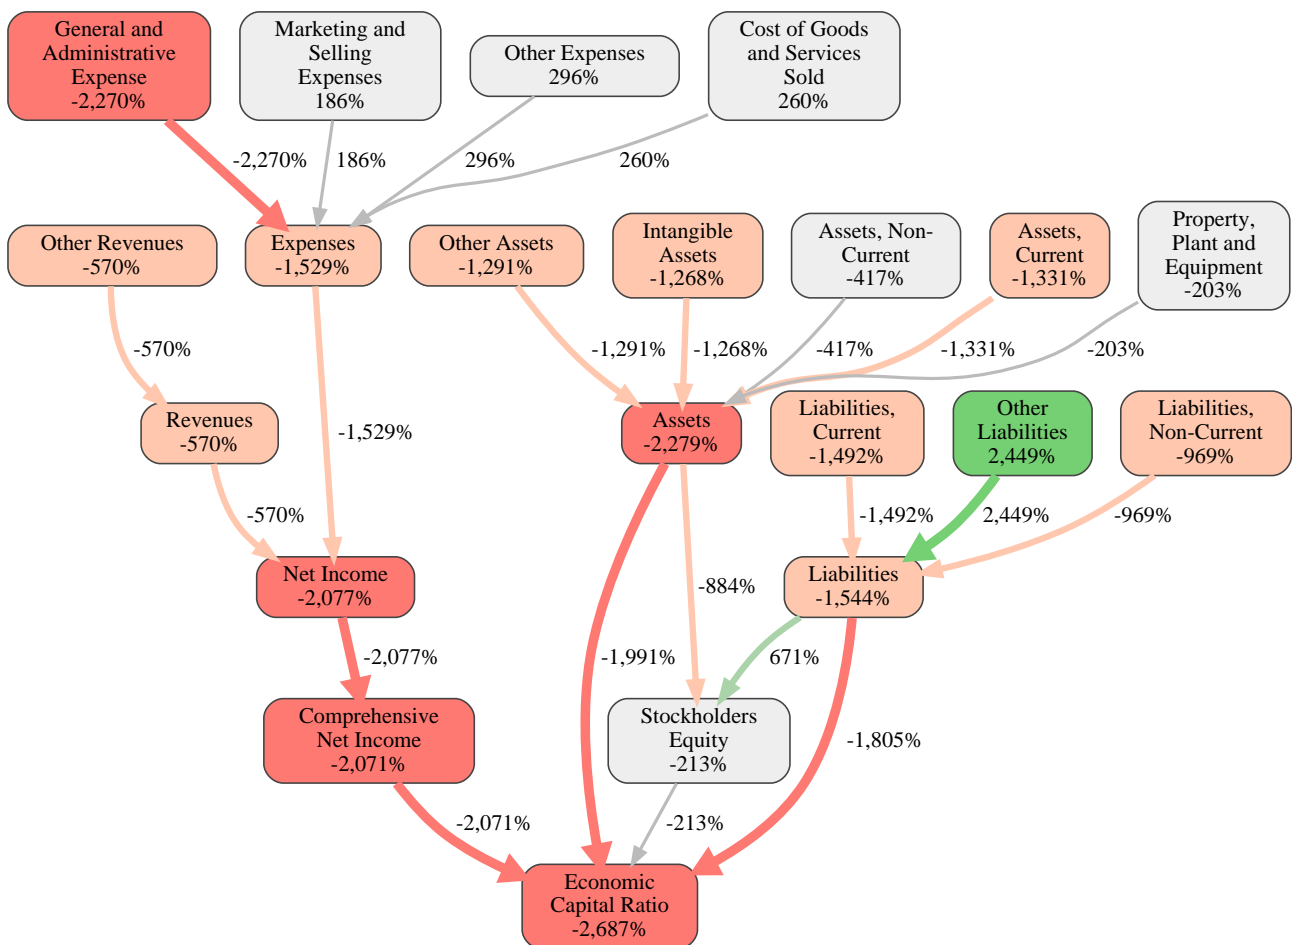 General and
Administrative
Expense
-2,270%
Marketing and
Selling
Expenses
186%
Other Expenses
296%
Cost of Goods
and Services
Sold
260%
-2,270%
186%
296%
260%
Other Revenues
-570%
Expenses
-1,529%
Other Assets
-1,291%
Intangible
Assets
-1,268%
Assets, Non-
Current
-417%
Assets,
Current
-1,331%
Property,
Plant and
Equipment
-203%
-570%
-1,291%
-1,268%
-417%
-1,331%
-203%
Revenues
-570%
-1,529%
Assets
-2,279%
Liabilities,
Current
-1,492%
Other
Liabilities
2,449%
Liabilities,
Non-Current
-969%
-570%
-1,492%
2,449%
-969%
Net Income
-2,077%
-884%
Liabilities
-1,544%
-2,077%
-1,991%
671%
Comprehensive
Net Income
-2,071%
Stockholders
Equity
-213%
-1,805%
-2,071%
-213%
Economic
Capital Ratio
-2,687%